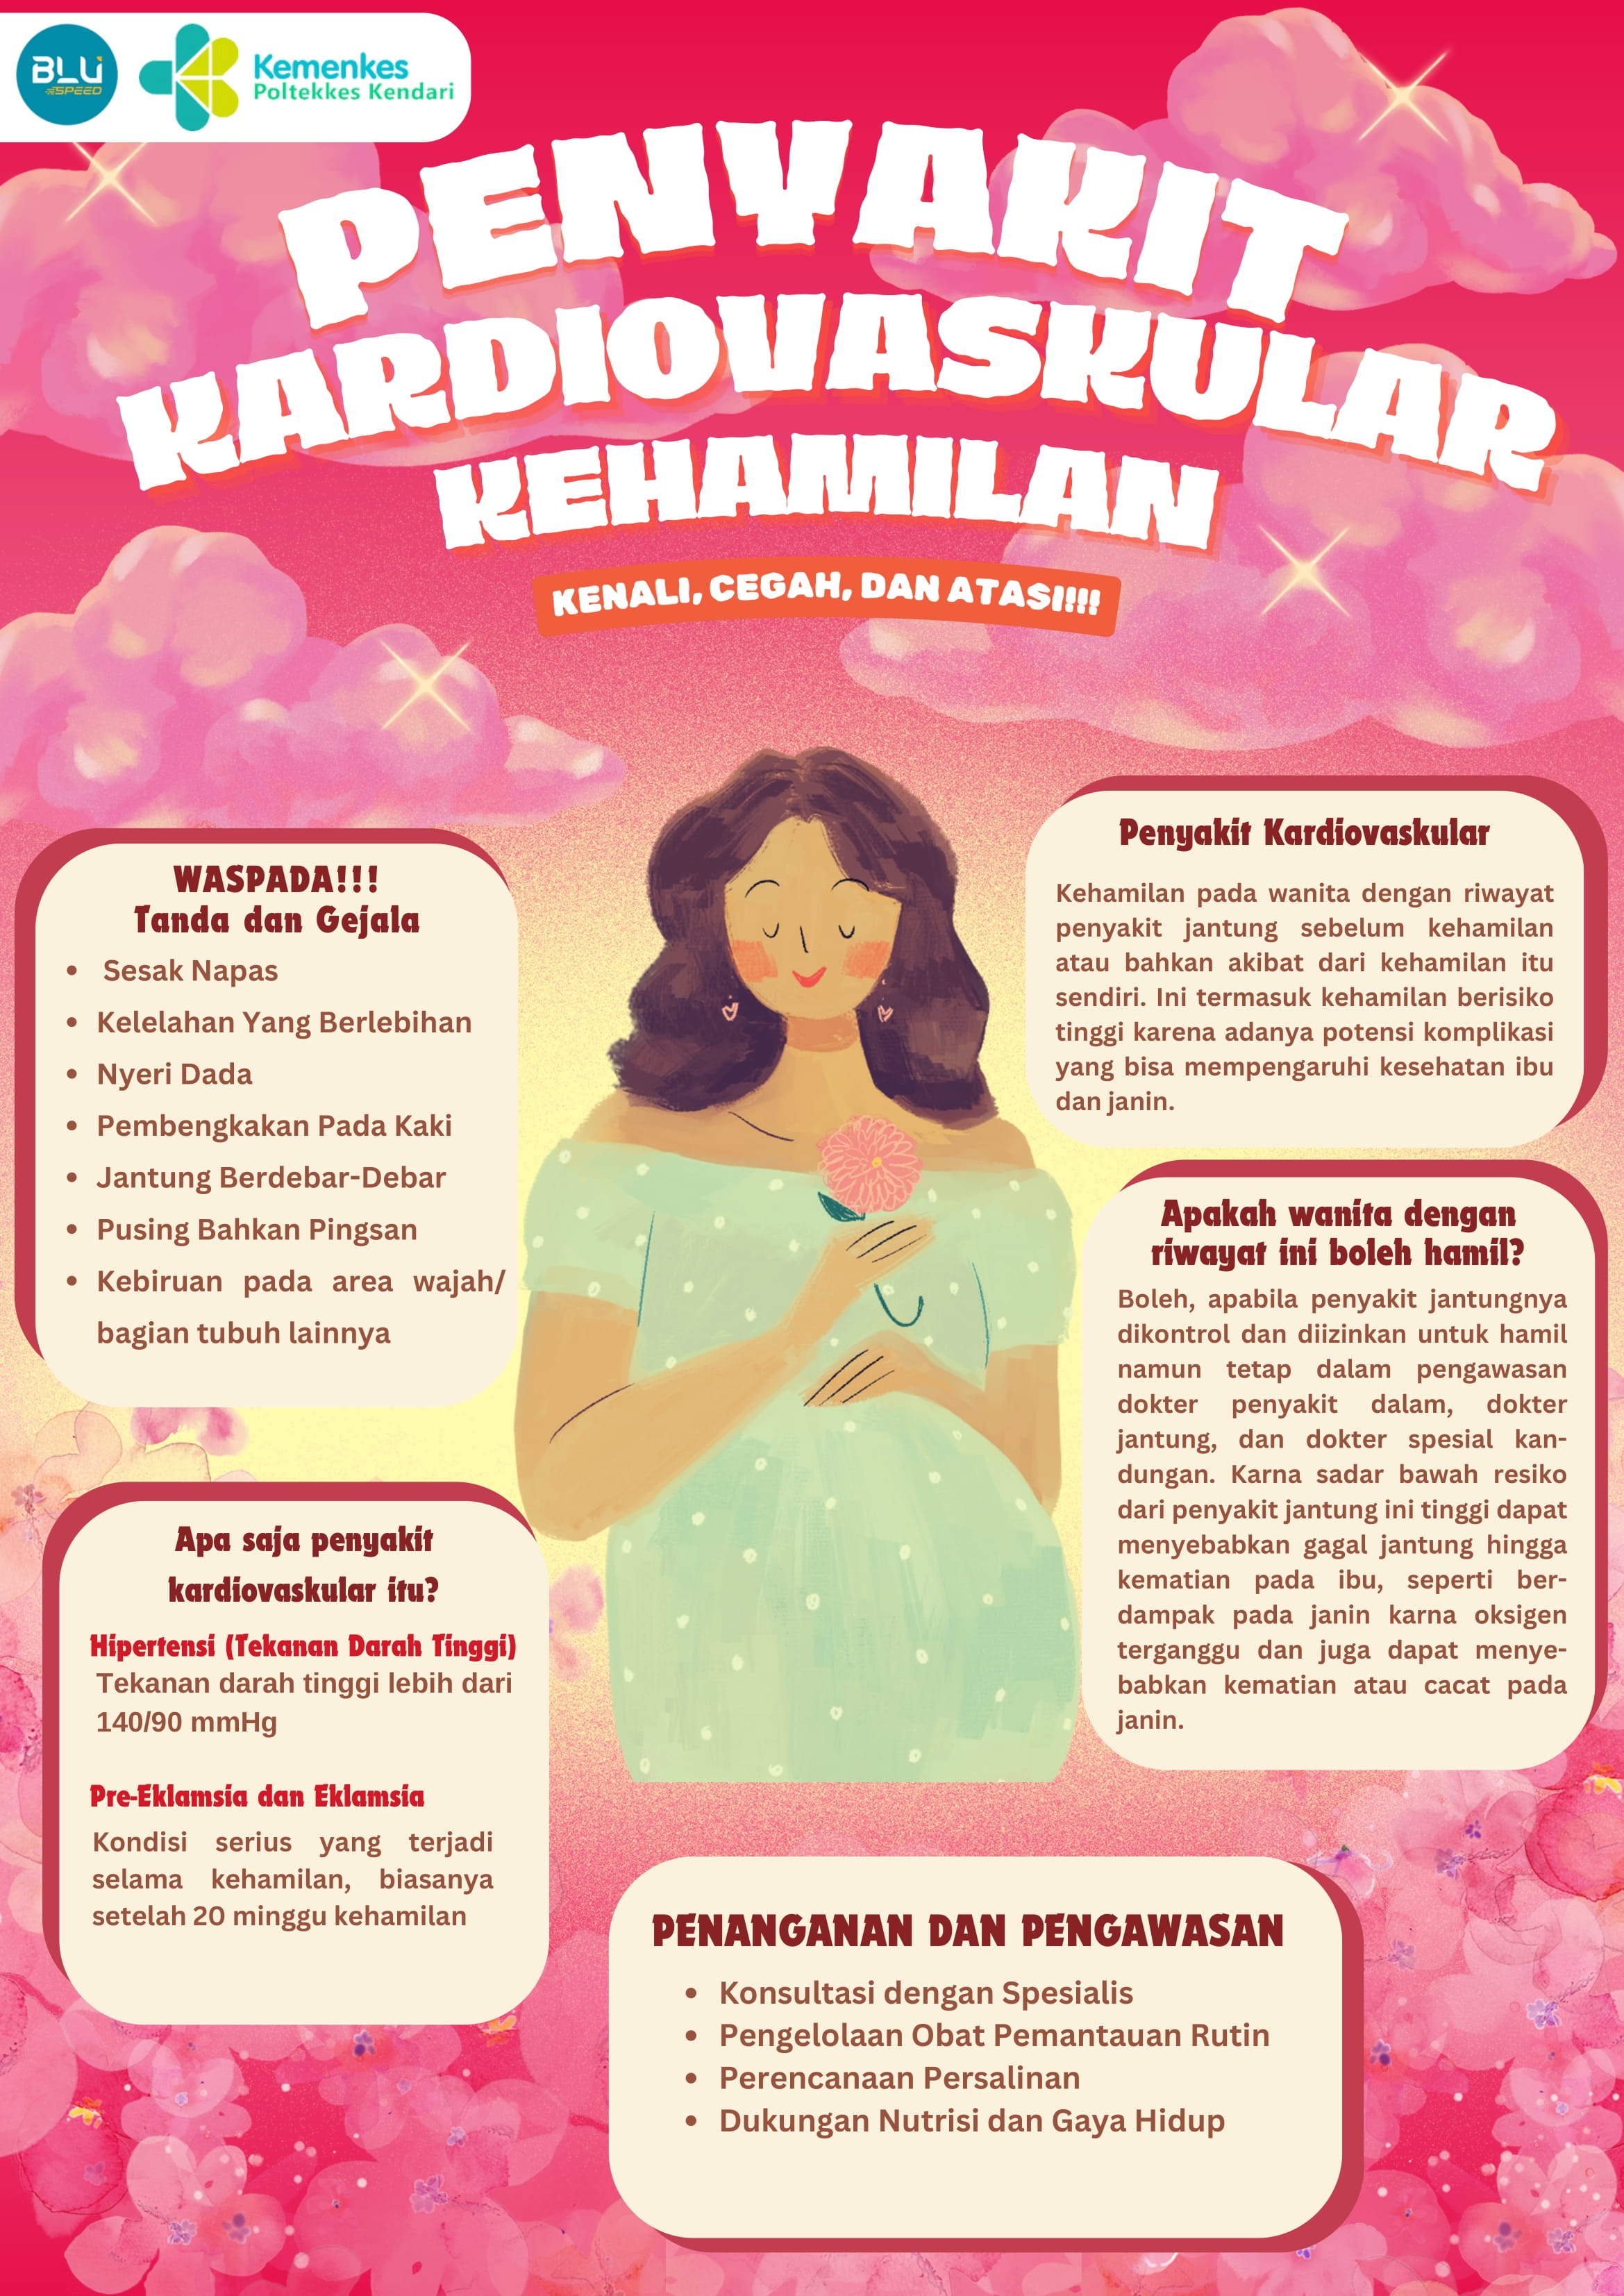 BLU
SPEED
Kemenkes
Poltekkes Kendari
PENYAKIT
KARDIOVASKULAR
KEHAMILAN
KENALI, CEGAH, DAN ATASI!!!!
WASPADA!!!
Tanda dan Gejala
• Sesak Napas
• Kelelahan Yang Berlebihan
• Nyeri Dada
• Pembengkakan Pada Kaki
• Jantung Berdebar-Debar
• Pusing Bahkan Pingsan
• Kebiruan pada area wajah/
bagian tubuh lainnya
Penyakit Kardiovaskular
Kehamilan pada wanita dengan riwayat
penyakit jantung sebelum kehamilan
atau bahkan akibat dari kehamilan itu
sendiri. Ini termasuk kehamilan berisiko
tinggi karena adanya potensi komplikasi
yang bisa mempengaruhi kesehatan ibu
dan janin.
Apakah wanita dengan
riwayat ini boleh hamil?
Boleh, apabila penyakit jantungnya
dikontrol dan diizinkan untuk hamil
namun tetap dalam pengawasan
dokter penyakit dalam, dokter
jantung, dan dokter spesial kan-
dungan. Karna sadar bawah resiko
dari penyakit jantung ini tinggi dapat
menyebabkan gagal jantung hingga
kematian pada ibu, seperti ber-
dampak pada janin karna oksigen
terganggu dan juga dapat menye-
babkan kematian atau cacat pada
janin.
Apa saja penyakit
kardiovaskular itu?
Hipertensi (Tekanan Darah Tinggi)
Tekanan darah tinggi lebih dari
140/90 mmHg
Pre-Eklamsia dan Eklamsia
Kondisi serius yang terjadi
selama kehamilan, biasanya
setelah 20 minggu kehamilan
PENANGANAN DAN PENGAWASAN
• Konsultasi dengan Spesialis
• Pengelolaan Obat Pemantauan Rutin
• Perencanaan Persalinan
• Dukungan Nutrisi dan Gaya Hidup